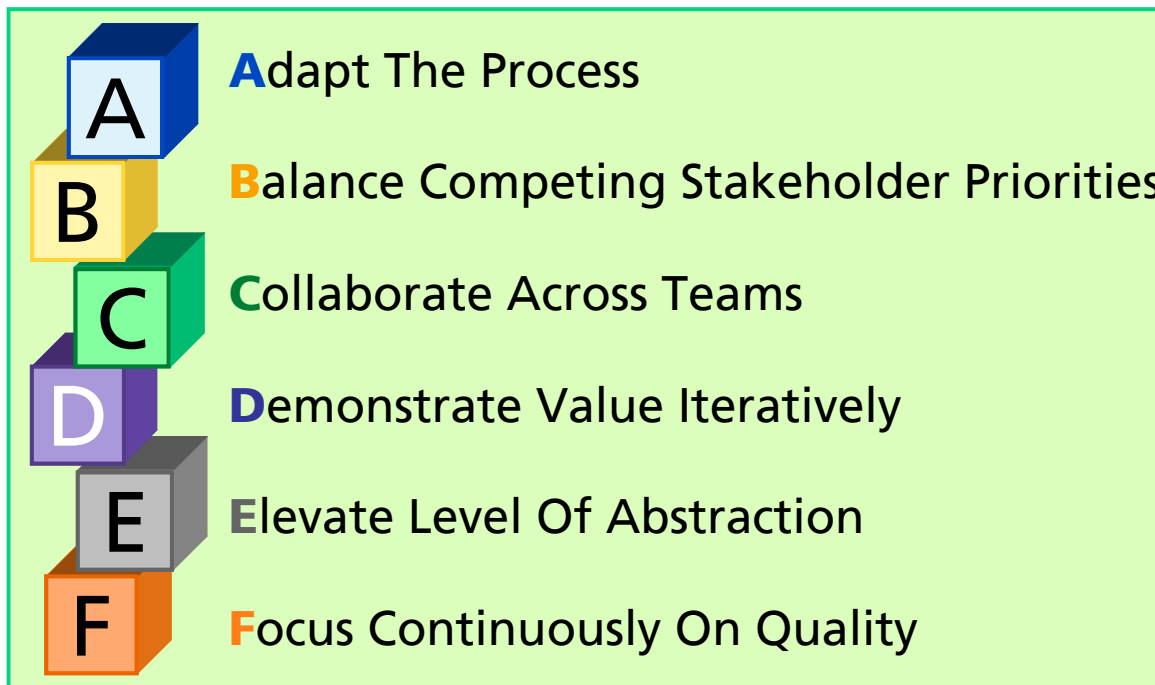 A
Adapt The Process
B
Balance Competing Stakeholder Priorities
C
Collaborate Across Teams
D
Demonstrate Value Iteratively
E
Elevate Level Of Abstraction
F
Focus Continuously On Quality